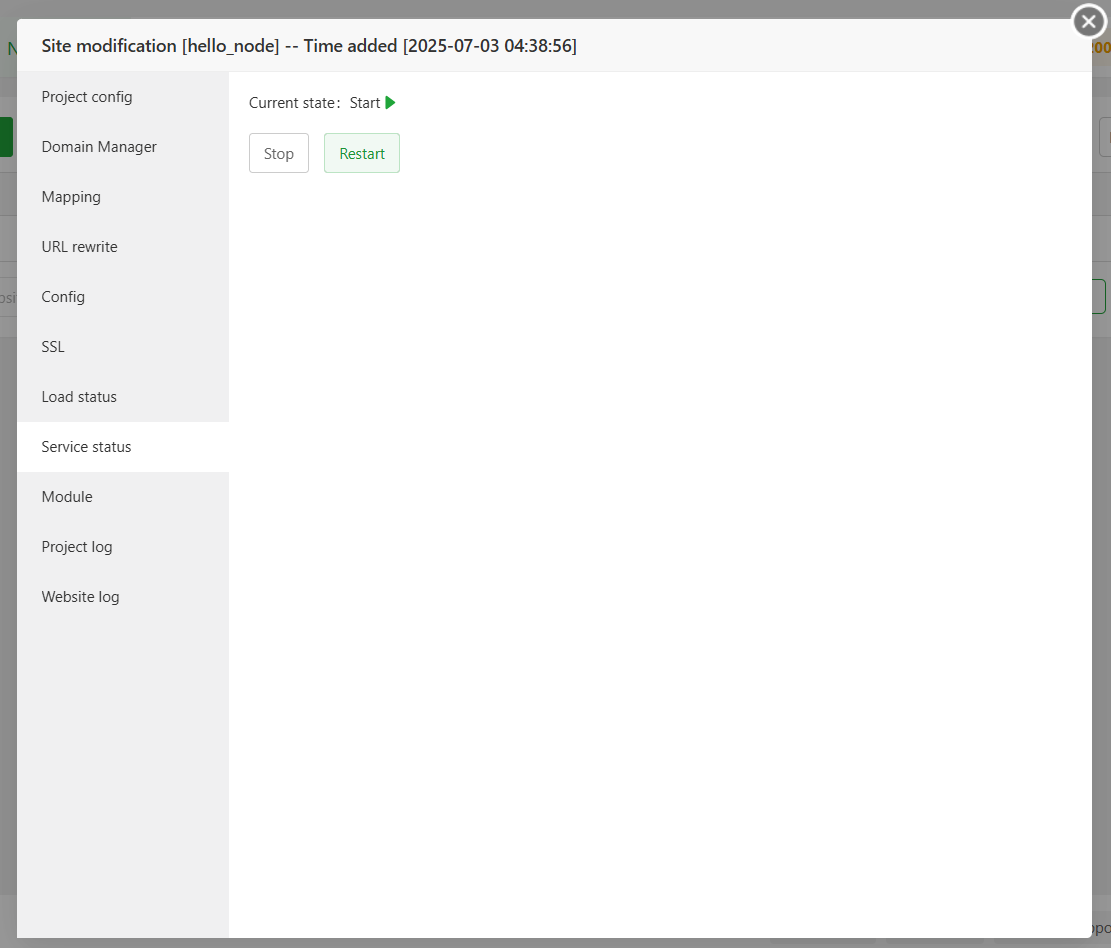 Site modification [hello_node] -- Time added [2025-07-03 04:38:56]
Project config
Domain Manager
Mapping
URL rewrite
Config
SSL
Load status
Service status
Module
Project log
Website log
Current state: Start
Stop
Restart